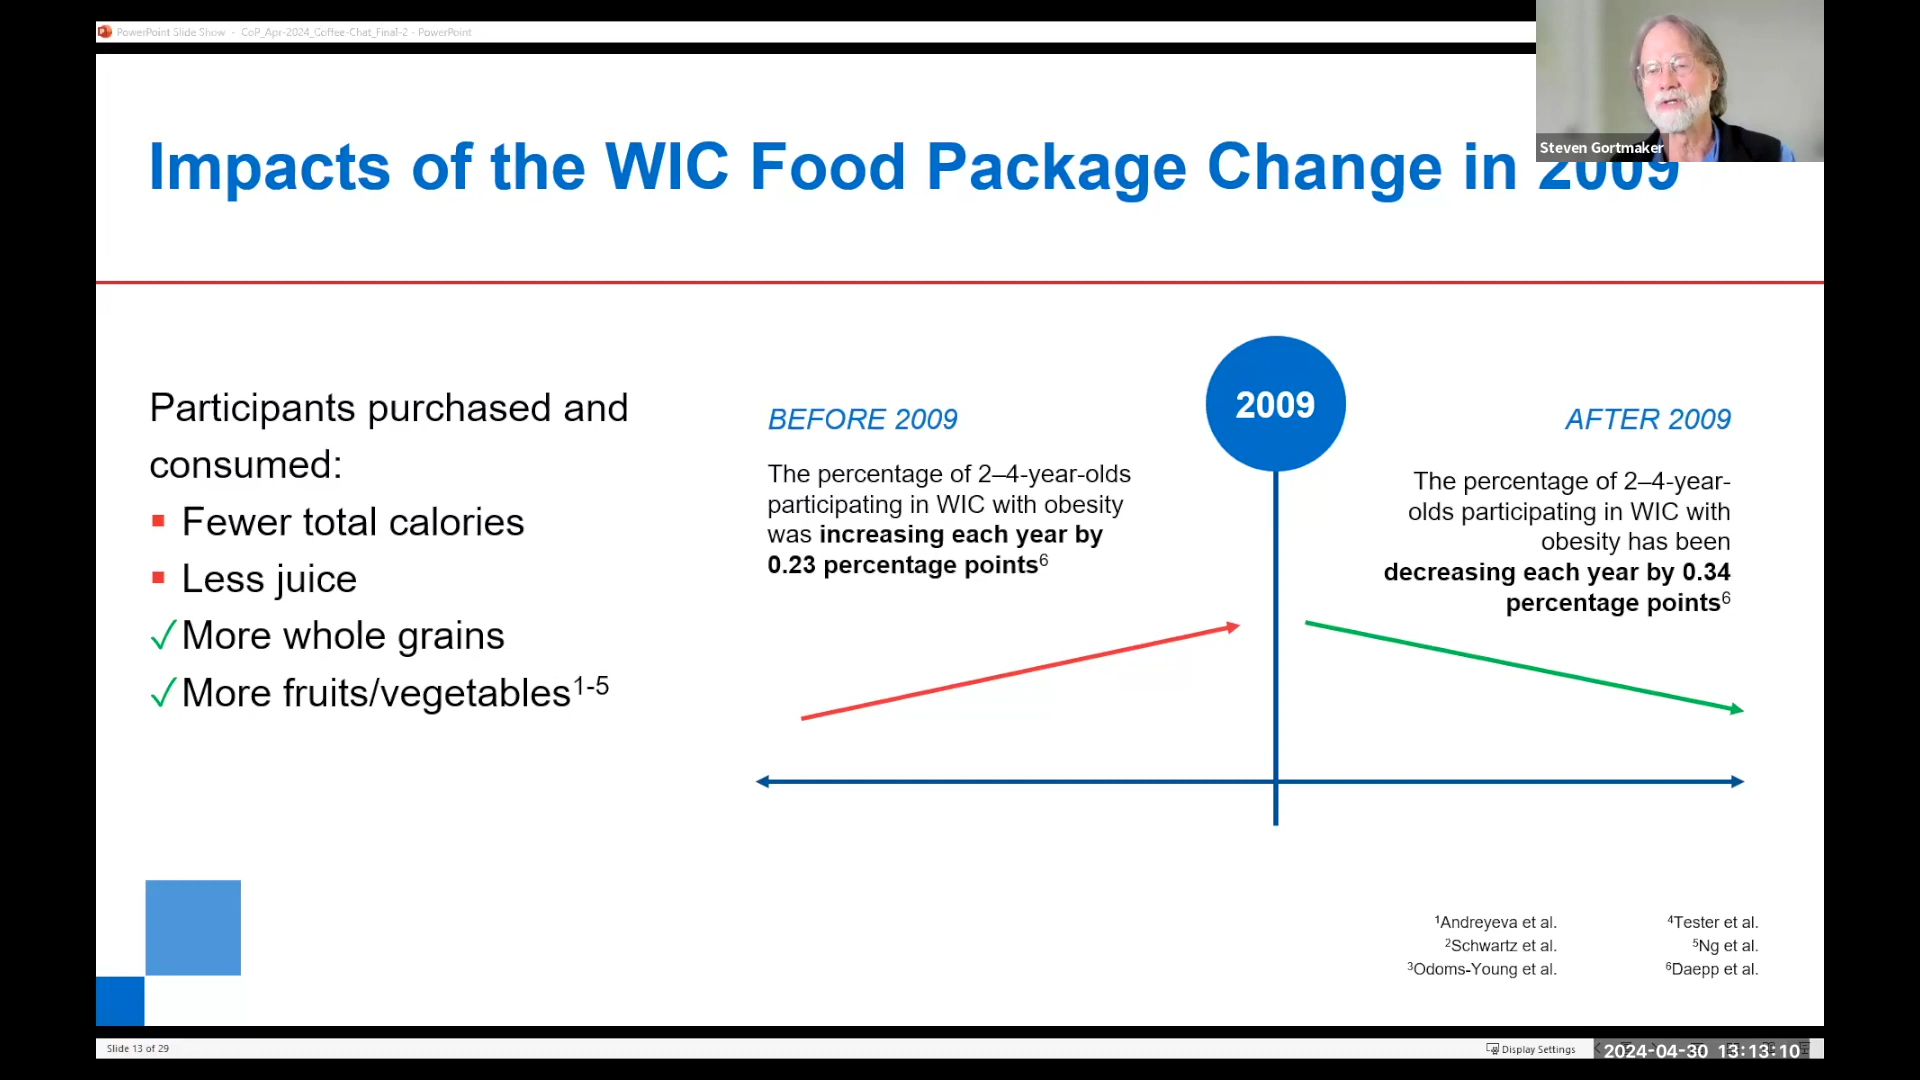 PowerPoint Slide Show - CoP_Apr-2024_Coffee-Chat_Final-2 - PowerPoint
Steven Gortmaker
Impacts of the WIC Food Package Change in 2009
Participants purchased and
consumed:
▪ Fewer total calories
▪ Less juice
✓More whole grains
✓More fruits/vegetables¹⁻⁵
BEFORE 2009
The percentage of 2–4-year-olds
participating in WIC with obesity
was increasing each year by
0.23 percentage points⁶
2009
AFTER 2009
The percentage of 2–4-year-
olds participating in WIC with
obesity has been
decreasing each year by 0.34
percentage points⁶
¹Andreyeva et al.
²Schwartz et al.
³Odoms-Young et al.
⁴Tester et al.
⁵Ng et al.
⁶Daepp et al.
Slide 13 of 29
Display Settings
2024-04-30 13:13:10